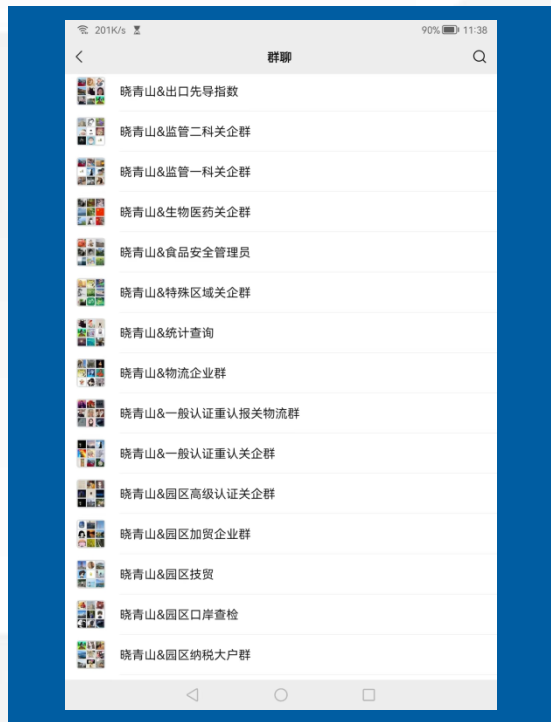 201K/s
90%
11:38
群聊
晓青山&出口先导指数
晓青山&监管二科关企群
晓青山&监管一科关企群
晓青山&生物医药关企群
晓青山&食品安全管理员
晓青山&特殊区域关企群
晓青山&统计查询
晓青山&物流企业群
晓青山&一般认证重认报关物流群
晓青山&一般认证重认关企群
晓青山&园区高级认证关企群
晓青山&园区加贸企业群
晓青山&园区技贸
晓青山&园区口岸查检
晓青山&园区纳税大户群